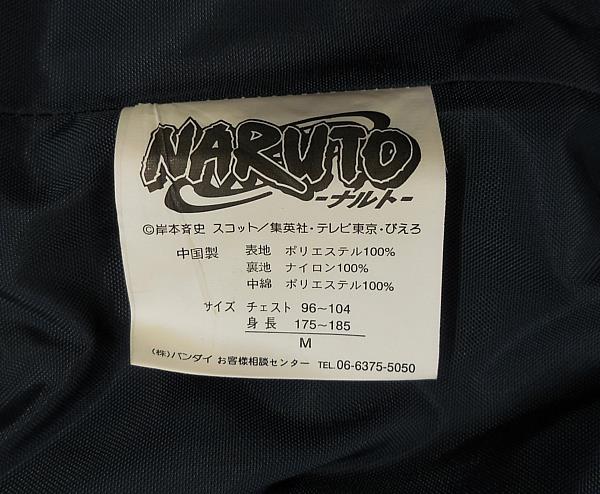 NARUTO
-ナルト-
©岸本斉史 スコット/集英社・テレビ東京・ぴえろ
中国製 表地 ポリエステル100%
裏地 ナイロン100%
中綿 ポリエステル100%
サイズ チェスト 96~104
身長 175~185
M
(株)バンダイ お客様相談センター TEL.06-6375-5050